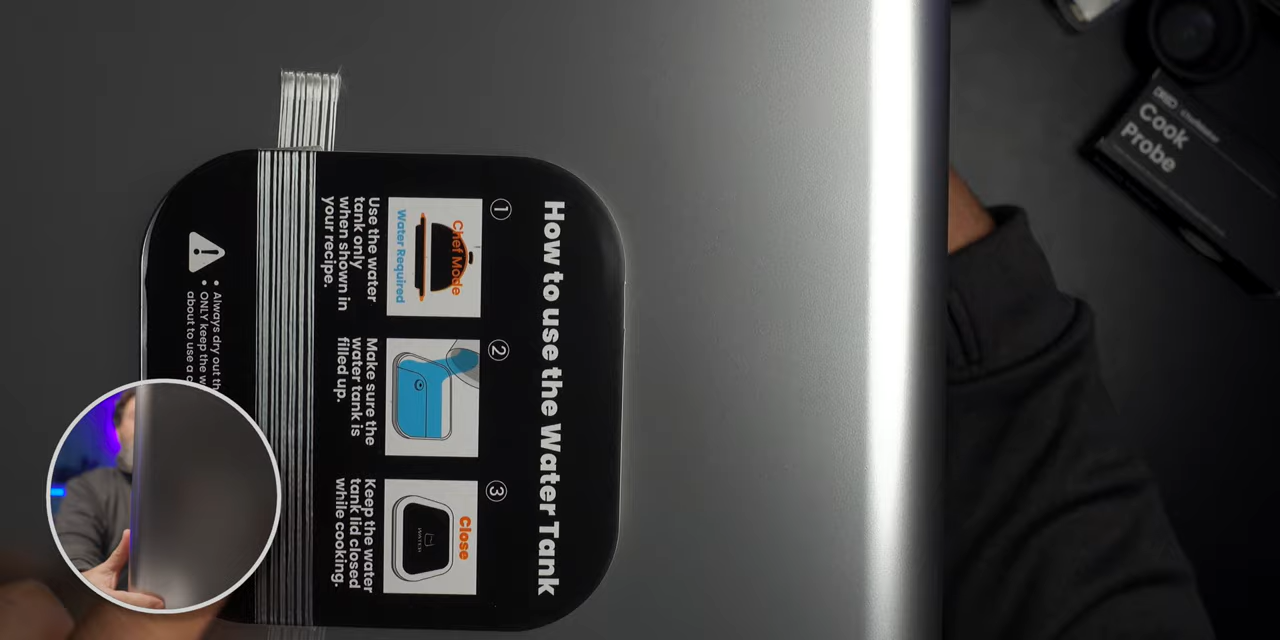 How to use the Water Tank
①
Chef Mode
Water Required
Use the water
tank only
when shown in
your recipe.
②
Make sure the
water tank is
filled up.
③
Close
WATER
Keep the water
tank lid closed
while cooking.
• Always dry out th
• ONLY keep the w
about to use a c
Cook
Probe